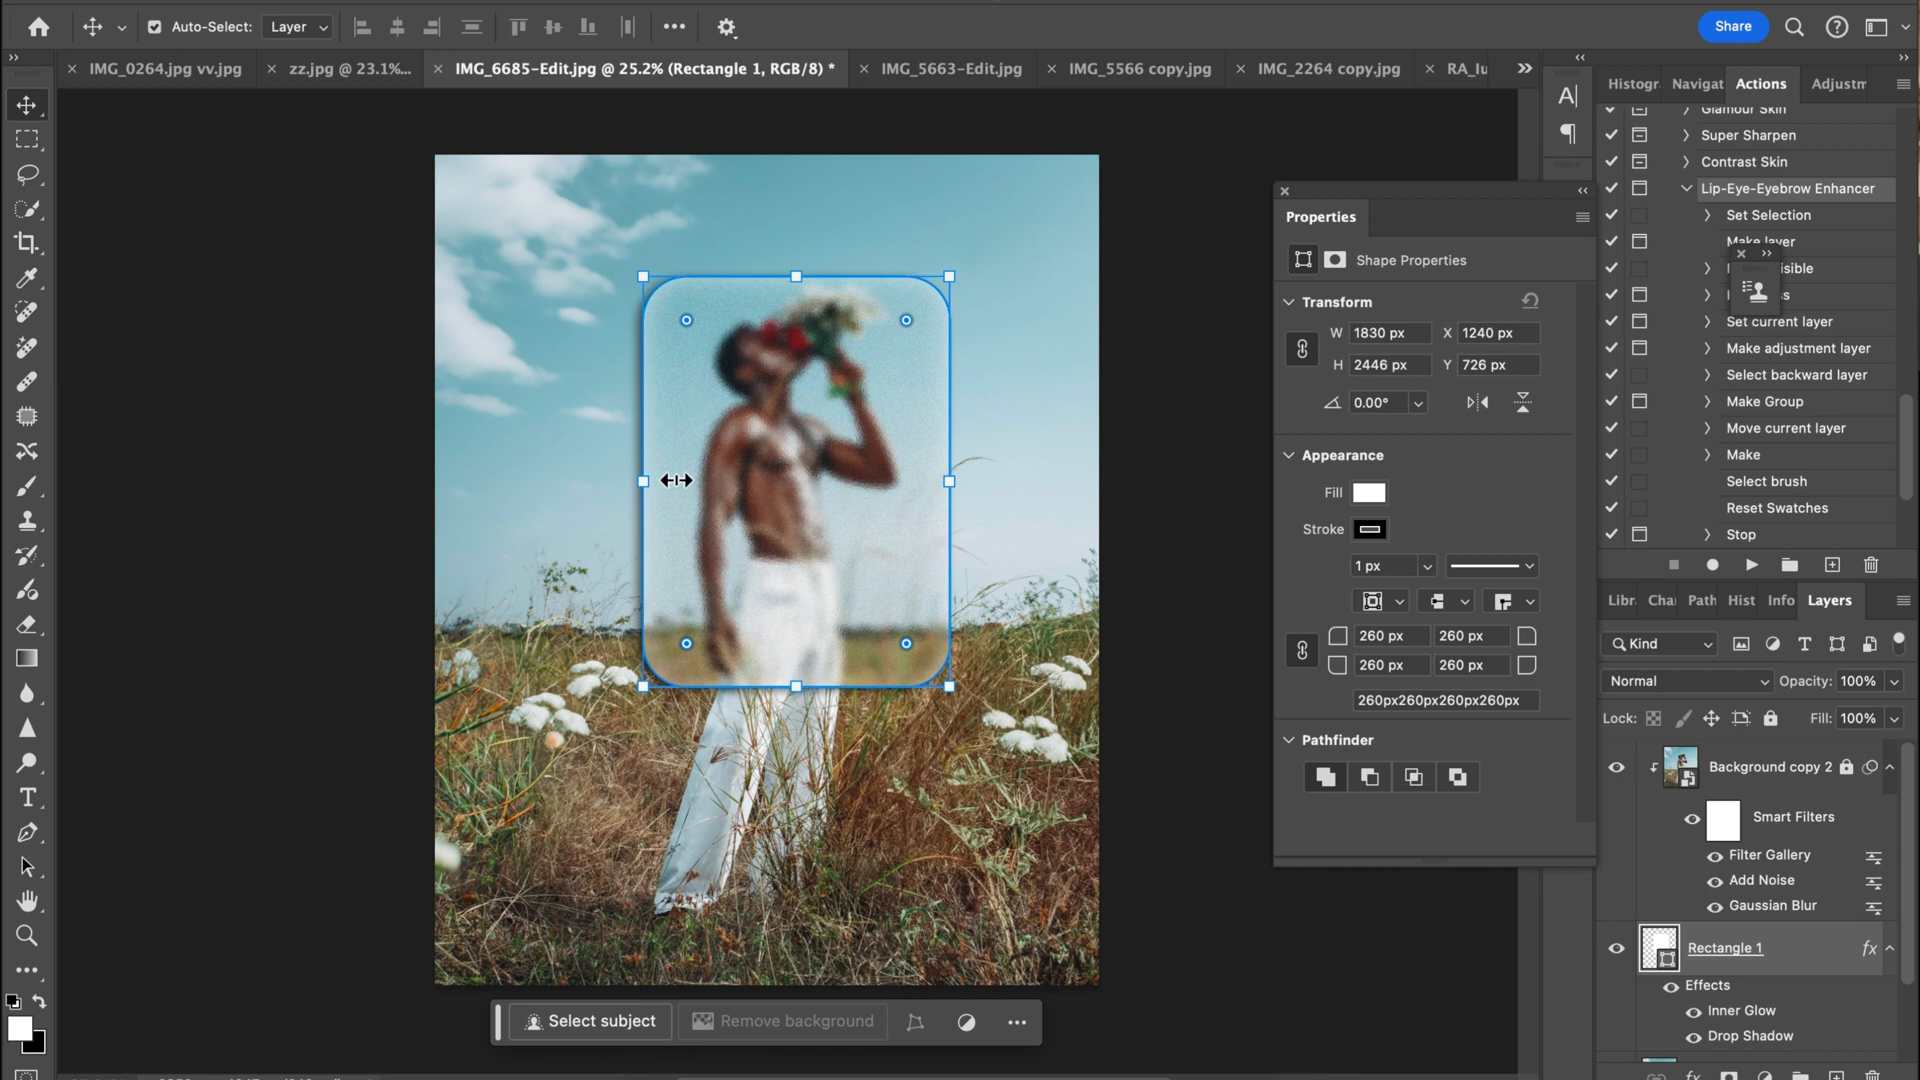 Auto-Select: Layer
Share
IMG_0264.jpg vv.jpg
zz.jpg @ 23.1%...
IMG_6685-Edit.jpg @ 25.2% (Rectangle 1, RGB/8) *
IMG_5663-Edit.jpg
IMG_5566 copy.jpg
IMG_2264 copy.jpg
RA_lu
Histogr Navigat Actions Adjustm
Glamour Skin
Super Sharpen
Contrast Skin
Lip-Eye-Eyebrow Enhancer
Set Selection
Make layer
isible
Set current layer
Make adjustment layer
Select backward layer
Make Group
Move current layer
Make
Select brush
Reset Swatches
Stop
Properties
Shape Properties
Transform
W 1830 px X 1240 px
H 2446 px Y 726 px
0.00°
Appearance
Fill
Stroke
1 px
260 px 260 px
260 px 260 px
260px260px260px260px
Pathfinder
Libr Cha Path Hist Info Layers
Kind
Normal Opacity: 100%
Lock: Fill: 100%
Background copy 2
Smart Filters
Filter Gallery
Add Noise
Gaussian Blur
Rectangle 1 fx
Effects
Inner Glow
Drop Shadow
Select subject Remove background